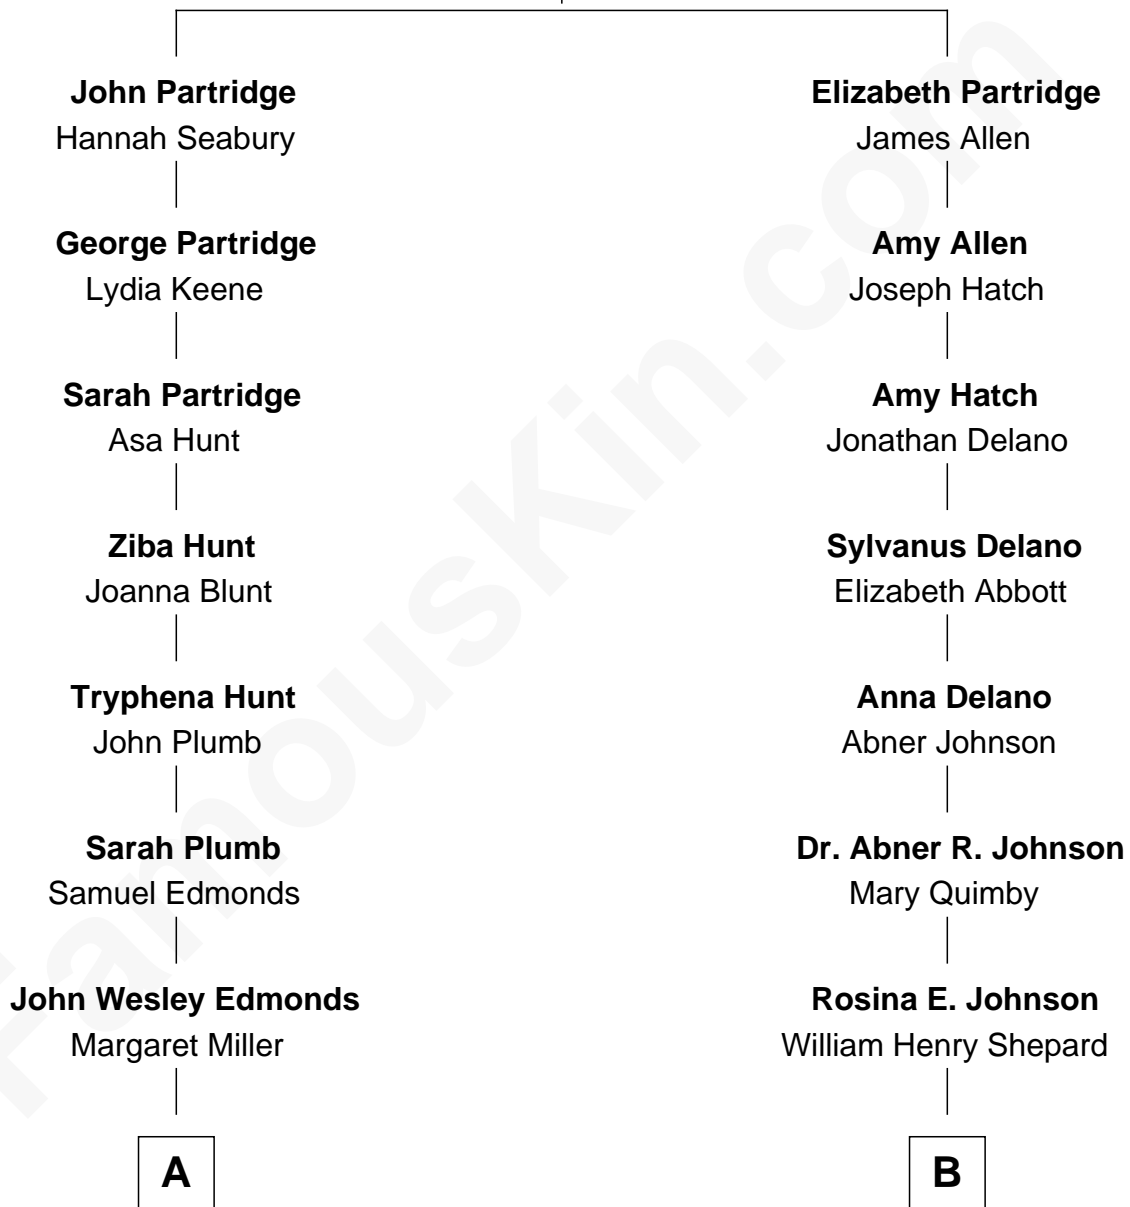 John Partridge
Hannah Seabury
George Partridge
Lydia Keene
Sarah Partridge
Asa Hunt
Ziba Hunt
Joanna Blunt
Tryphena Hunt
John Plumb
Sarah Plumb
Samuel Edmonds
John Wesley Edmonds
Margaret Miller
A
Elizabeth Partridge
James Allen
Amy Allen
Joseph Hatch
Amy Hatch
Jonathan Delano
Sylvanus Delano
Elizabeth Abbott
Anna Delano
Abner Johnson
Dr. Abner R. Johnson
Mary Quimby
Rosina E. Johnson
William Henry Shepard
B
FamousKin.com